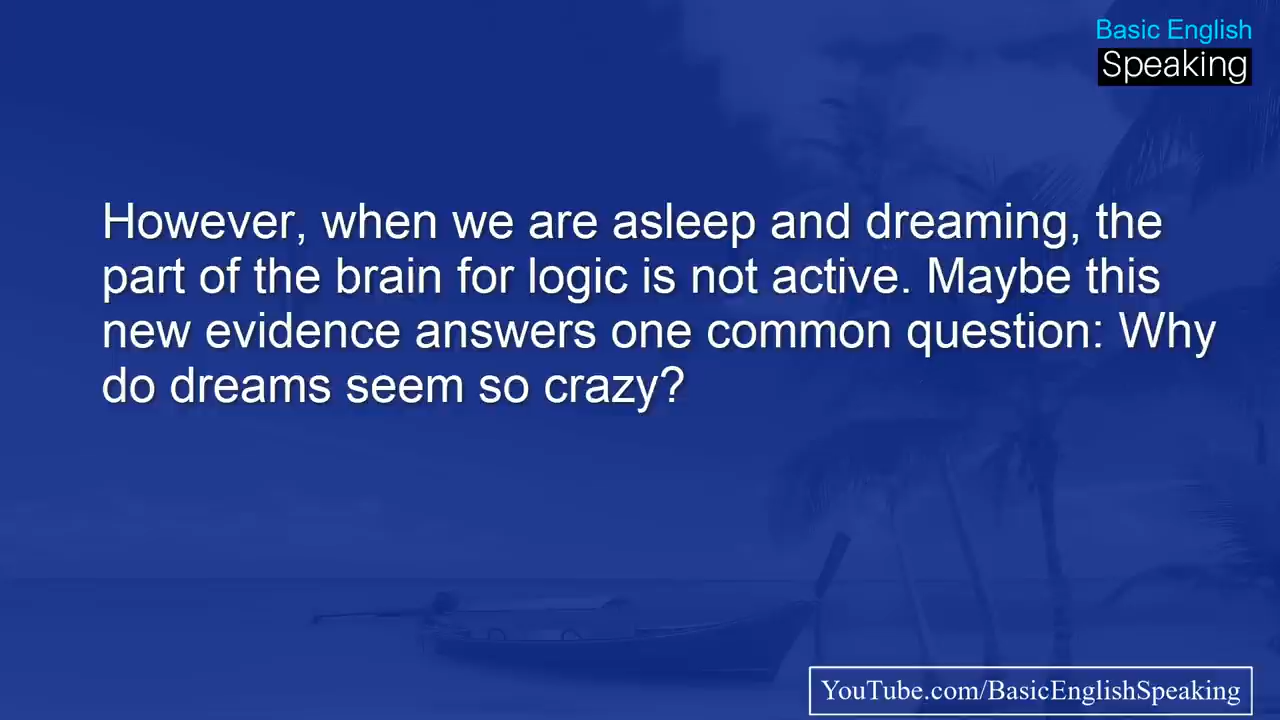 Basic English
Speaking
However, when we are asleep and dreaming, the
part of the brain for logic is not active. Maybe this
new evidence answers one common question: Why
do dreams seem so crazy?
YouTube.com/BasicEnglishSpeaking